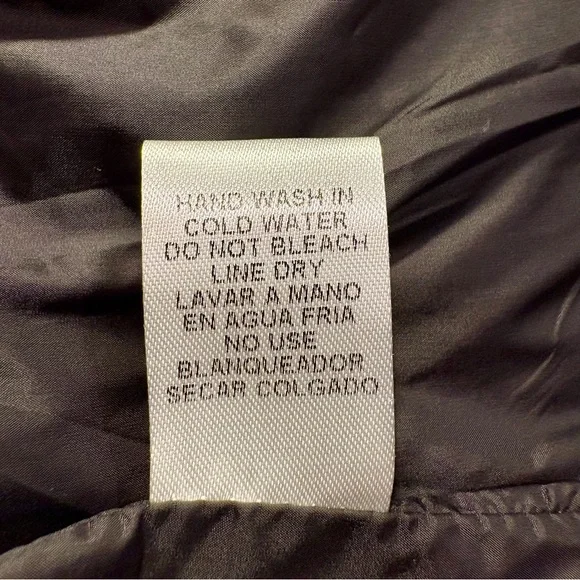 HAND WASH IN
COLD WATER
DO NOT BLEACH
LINE DRY
LAVAR A MANO
EN AGUA FRIA
NO USE
BLANQUEADOR
SECAR COLGADO